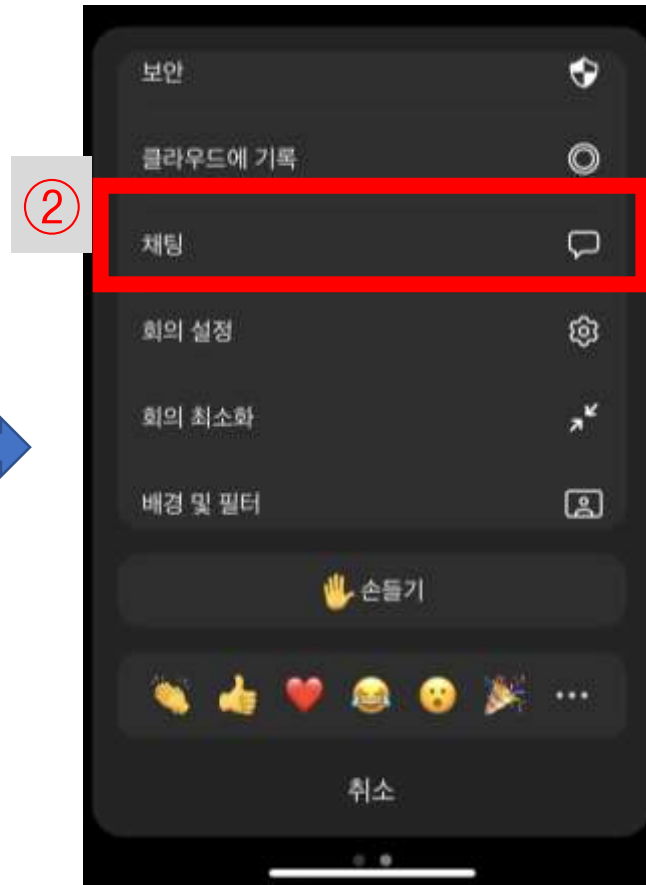 보안
클라우드에 기록
②
채팅
회의 설정
회의 최소화
배경 및 필터
손들기
취소